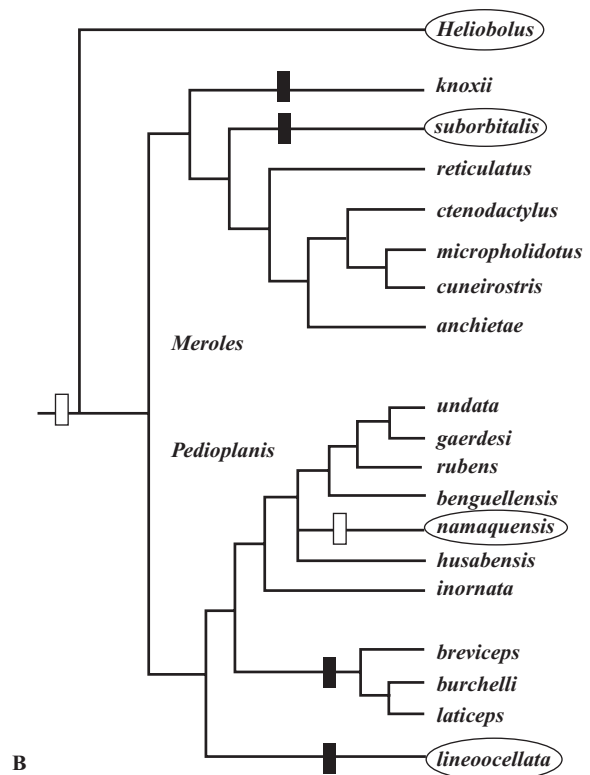 Heliobolus
knoxii
suborbitalis
reticulatus
ctenodactylus
micropholidotus
cuneirostris
anchietae
Meroles
undata
gaerdesi
Pedioplanis
rubens
benguellensis
namaquensis
husabensis
inornata
breviceps
burchelli
laticeps
lineoocellata
B